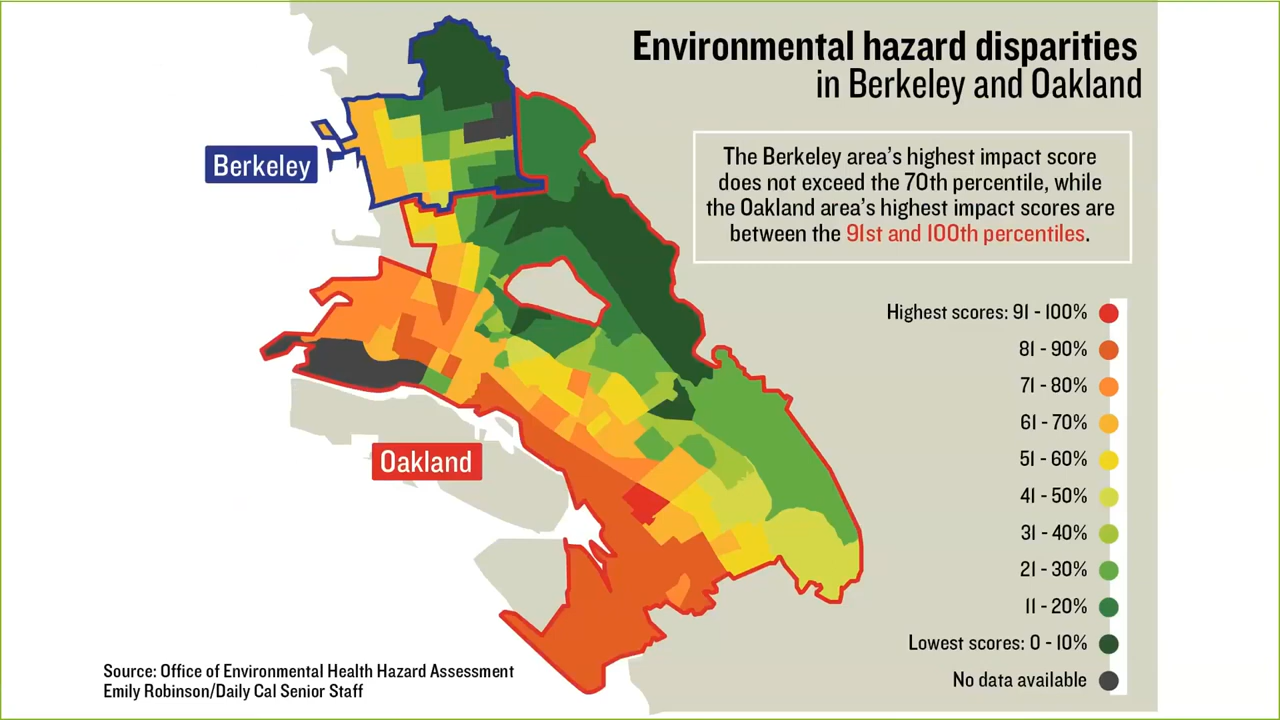 Environmental hazard disparities
in Berkeley and Oakland
The Berkeley area's highest impact score
does not exceed the 70th percentile, while
the Oakland area's highest impact scores are
between the 91st and 100th percentiles.
Berkeley
Oakland
Highest scores: 91 - 100%
81 - 90%
71 - 80%
61 - 70%
51 - 60%
41 - 50%
31 - 40%
21 - 30%
11 - 20%
Lowest scores: 0 - 10%
No data available
Source: Office of Environmental Health Hazard Assessment
Emily Robinson/Daily Cal Senior Staff